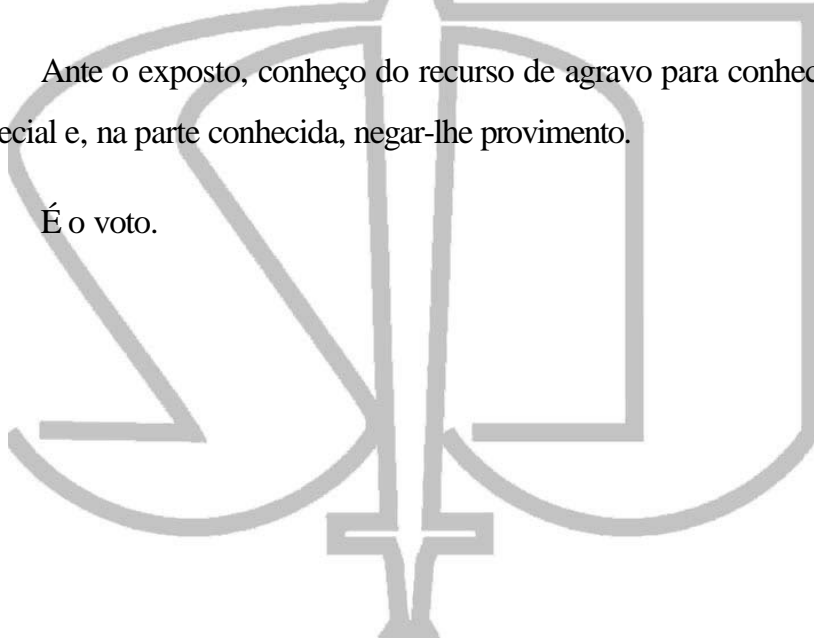 Ante o exposto, conheço do recurso de agravo para conhec
ecial e, na parte conhecida, negar-lhe provimento.
É o voto.